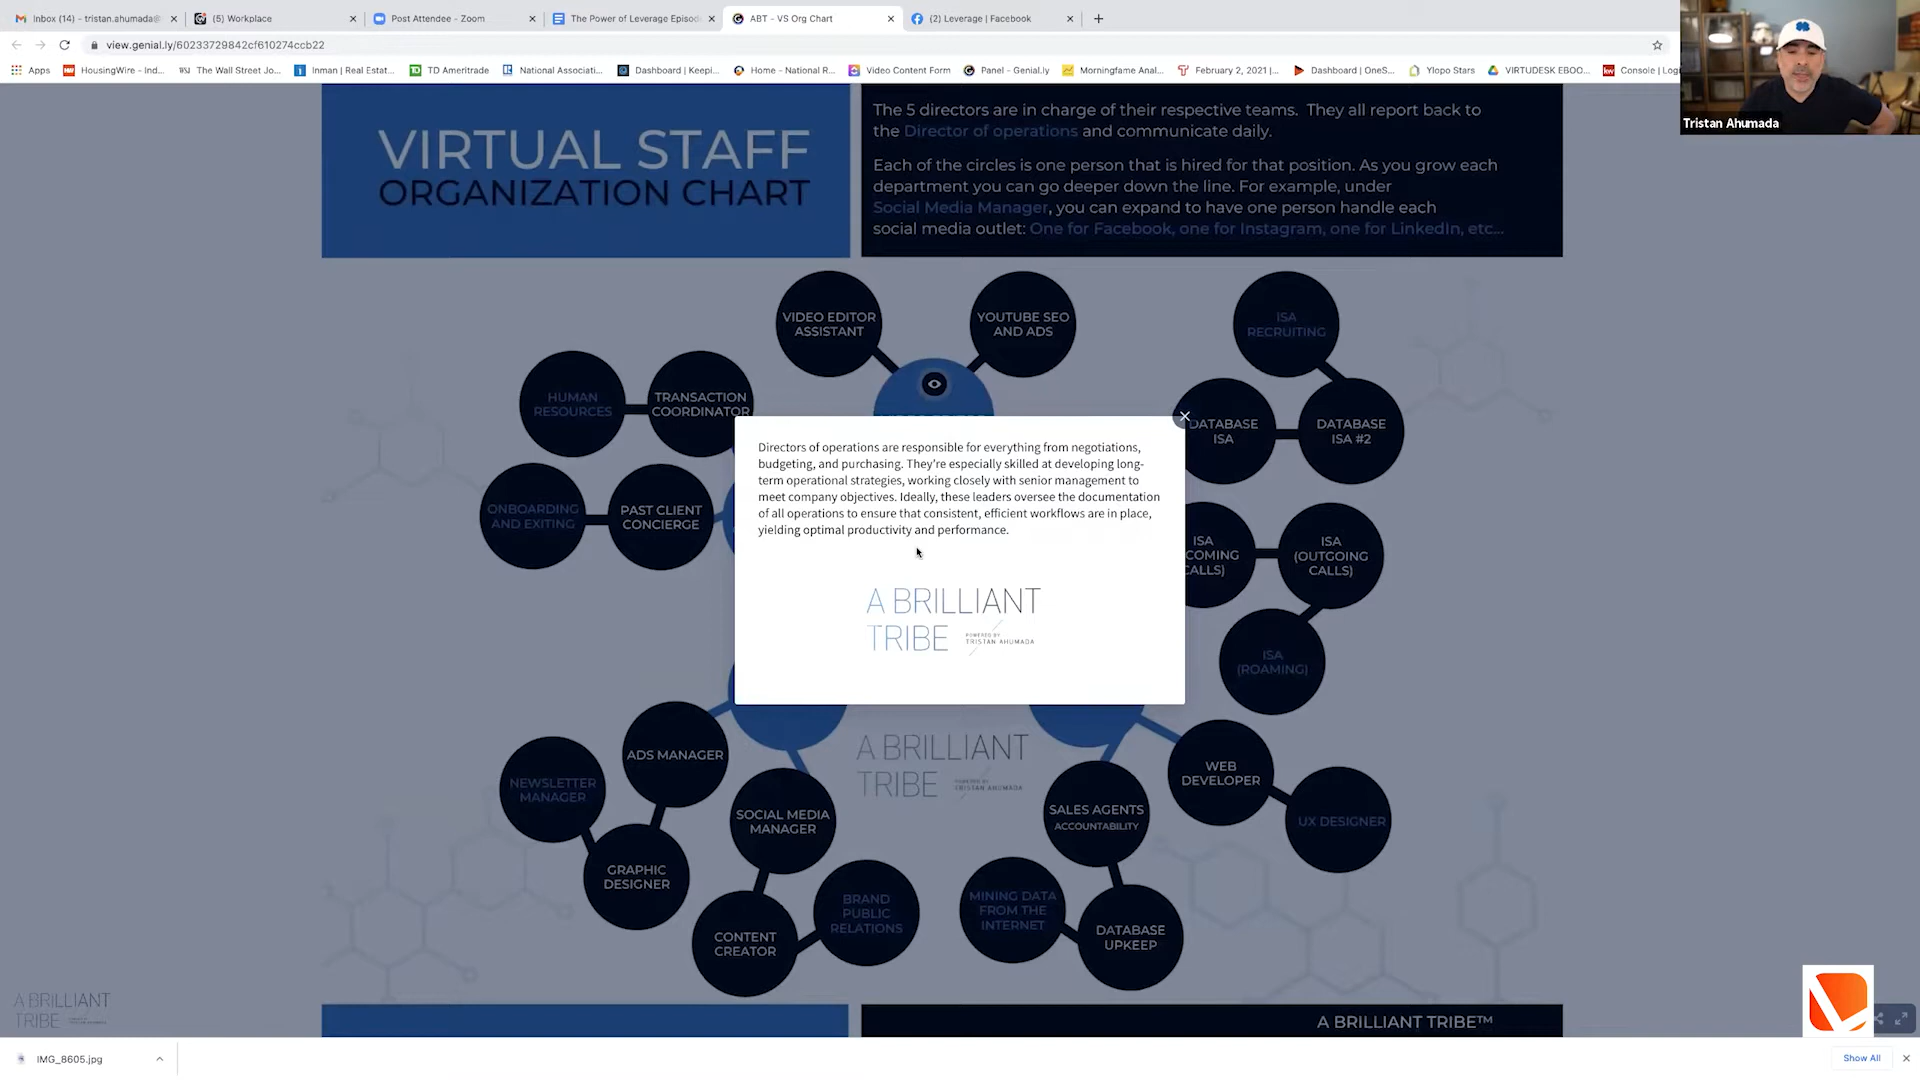 Inbox (14) - tristan.ahumada@
(5) Workplace
Post Attendee - Zoom
The Power of Leverage Episod
ABT - VS Org Chart
(2) Leverage | Facebook
view.genial.ly/60233729842cf610274ccb22
Apps
HousingWire - Ind...
The Wall Street Jo...
Inman | Real Estat...
TD Ameritrade
National Associati...
Dashboard | Keepi...
Home - National R...
Video Content Form
Panel - Genial.ly
Morningfame Anal...
February 2, 2021 |...
Dashboard | OneS...
Ylopo Stars
VIRTUDESK EBOO...
Console | Logi
Tristan Ahumada
VIRTUAL STAFF
ORGANIZATION CHART
The 5 directors are in charge of their respective teams. They all report back to
the Director of operations and communicate daily.
Each of the circles is one person that is hired for that position. As you grow each
department you can go deeper down the line. For example, under
Social Media Manager, you can expand to have one person handle each
social media outlet: One for Facebook, one for Instagram, one for LinkedIn, etc...
VIDEO EDITOR
ASSISTANT
YOUTUBE SEO
AND ADS
ISA
RECRUITING
HUMAN
RESOURCES
TRANSACTION
COORDINATOR
DATABASE
ISA
DATABASE
ISA #2
ONBOARDING
AND EXITING
PAST CLIENT
CONCIERGE
Directors of operations are responsible for everything from negotiations,
budgeting, and purchasing. They're especially skilled at developing long-
term operational strategies, working closely with senior management to
meet company objectives. Ideally, these leaders oversee the documentation
of all operations to ensure that consistent, efficient workflows are in place,
yielding optimal productivity and performance.
A BRILLIANT
TRIBE
POWERED BY
TRISTAN AHUMADA
ISA
COMING
CALLS)
ISA
(OUTGOING
CALLS)
ISA
(ROAMING)
NEWSLETTER
MANAGER
ADS MANAGER
SOCIAL MEDIA
MANAGER
A BRILLIANT
TRIBE
POWERED BY
TRISTAN AHUMADA
SALES AGENTS
ACCOUNTABILITY
WEB
DEVELOPER
UX DESIGNER
GRAPHIC
DESIGNER
CONTENT
CREATOR
BRAND
PUBLIC
RELATIONS
MINING DATA
FROM THE
INTERNET
DATABASE
UPKEEP
A BRILLIANT
TRIBE
A BRILLIANT TRIBE™
IMG_8605.jpg
Show All